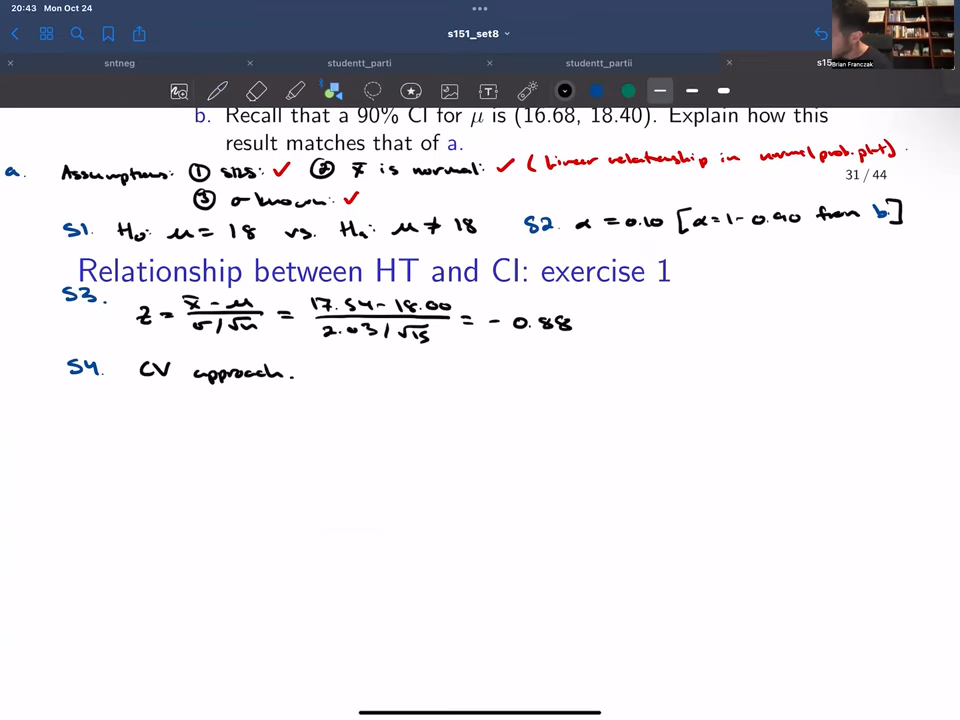 20:43 Mon Oct 24
s151_set8
sntneg
studentt_parti
studentt_partii
s15
Brian Franczak
b. Recall that a 90% CI for μ is (16.68, 18.40). Explain how this
result matches that of a.
a. Assumptions: ① SRS: ✓ ② x̄ is normal: ✓ (Linear relationship in normal prob. plot)
③ σ known: ✓
31 / 44
S1. H₀: μ = 18 vs. Hₐ: μ ≠ 18 S2. α = 0.10 [α = 1 - 0.90 from b.]
Relationship between HT and CI: exercise 1
S3. z = (x̄ - μ) / (σ/√n) = (17.54 - 18.00) / (2.03/√15) = - 0.88
S4. CV approach.